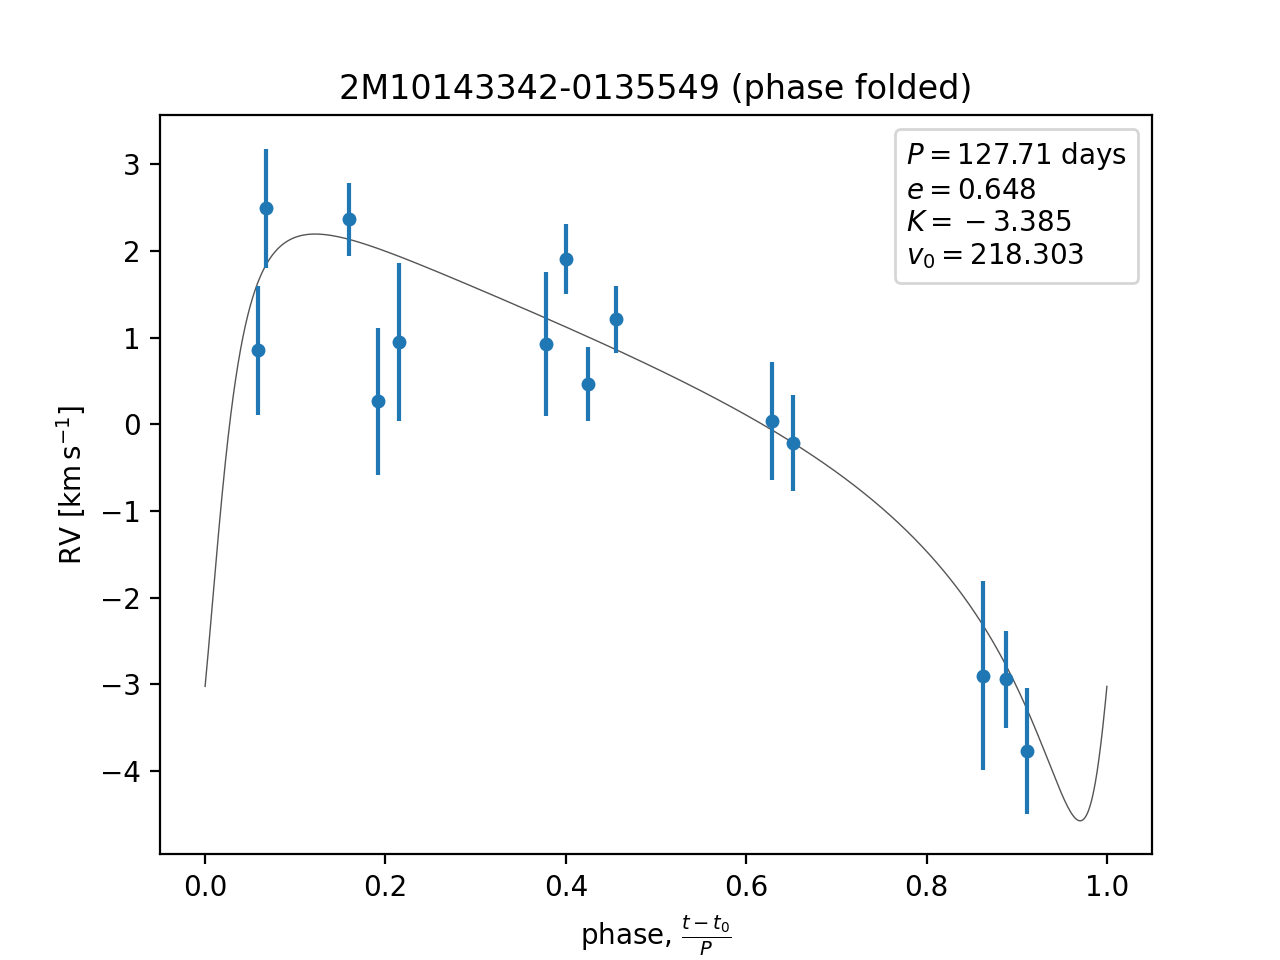 2M10143342-0135549 (phase folded)
P = 127.71 days
e = 0.648
K = −3.385
v₀ = 218.303
RV [km s⁻¹]
3
2
1
0
−1
−2
−3
−4
0.0 0.2 0.4 0.6 0.8 1.0
phase, (t − t₀)/P